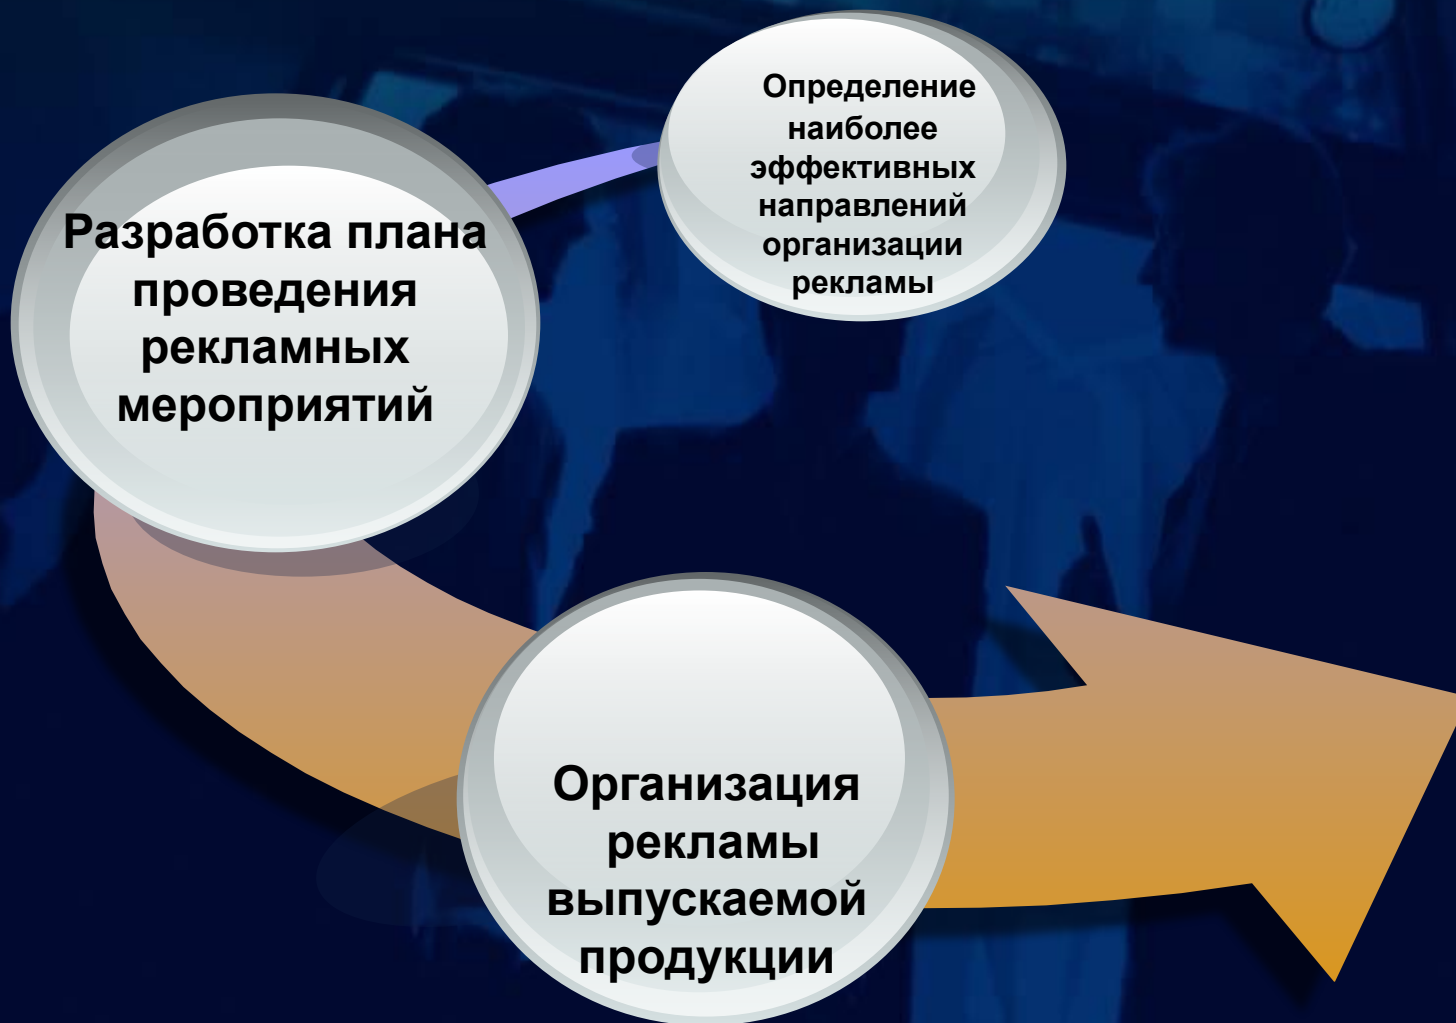 Определение
наиболее
эффективных
направлений
организации
рекламы
Разработка плана
проведения
рекламных
мероприятий
Организация
рекламы
выпускаемой
продукции